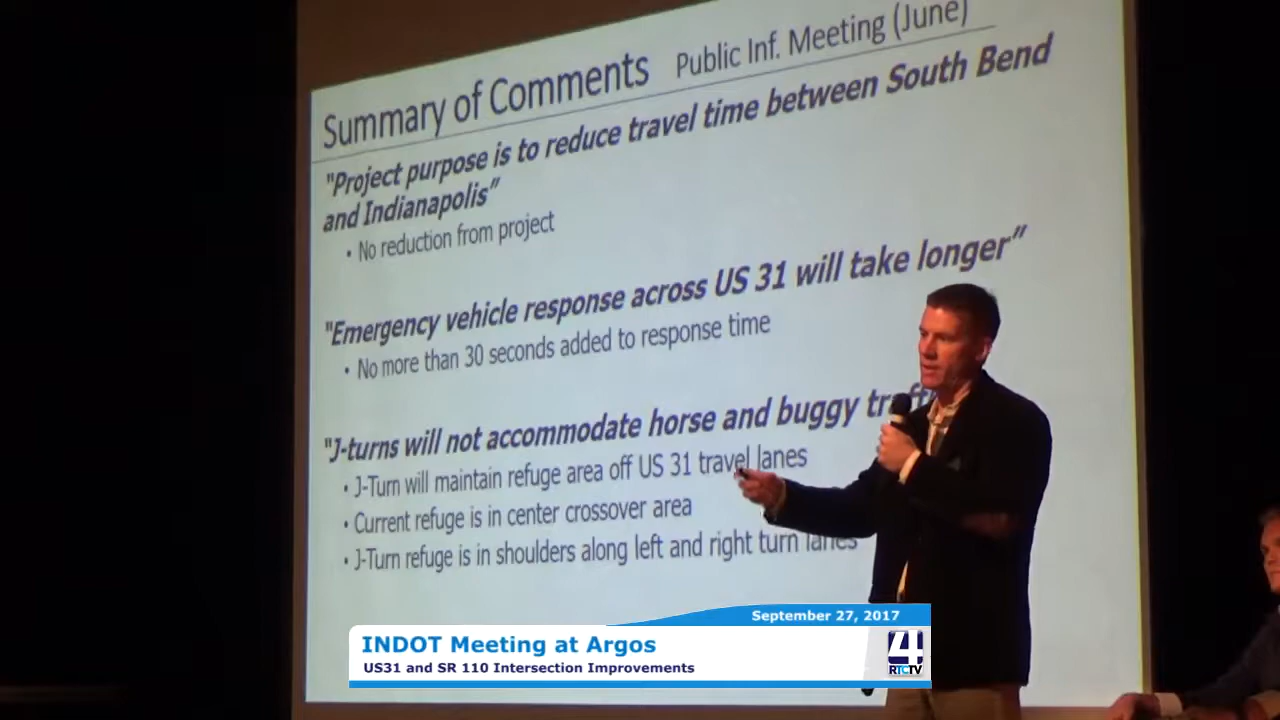 Summary of Comments Public Inf. Meeting (June)
"Project purpose is to reduce travel time between South Bend
and Indianapolis”
• No reduction from project
"Emergency vehicle response across US 31 will take longer”
• No more than 30 seconds added to response time
"J-turns will not accommodate horse and buggy
• J-Turn will maintain refuge area off US 31 travel lanes
• Current refuge is in center crossover area
• J-Turn refuge is in shoulders along left and right turn lanes
September 27, 2017
INDOT Meeting at Argos
US31 and SR 110 Intersection Improvements
4
RTCTV